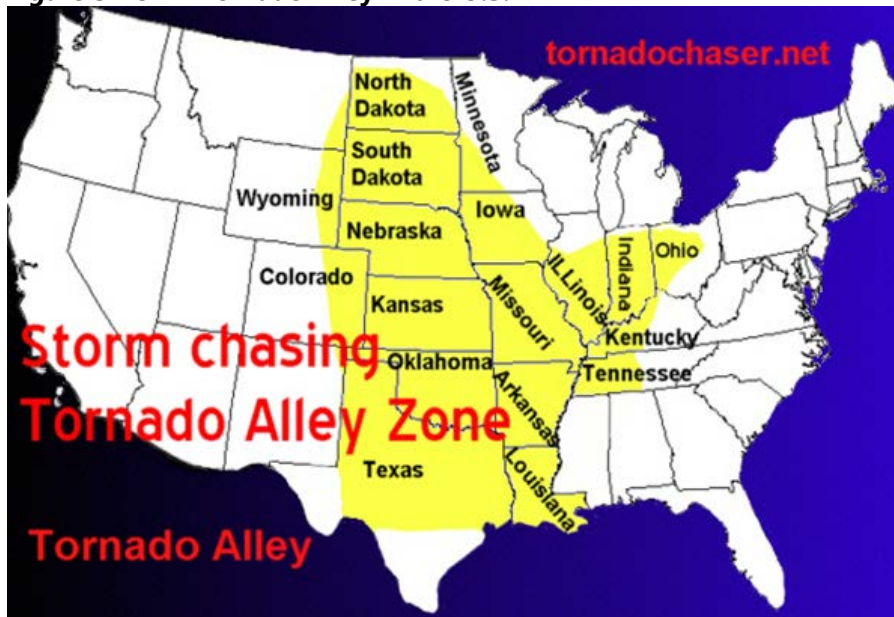 tornadochaser.net
North
Dakota
Minnesota
South
Dakota
Wyoming
Iowa
Nebraska
Colorado
ILLinois
Indiana
Ohio
Kansas
Missouri
Kentucky
Storm chasing
Oklahoma
Tennessee
Arkansas
Tornado Alley Zone
Texas
Louisiana
Tornado Alley